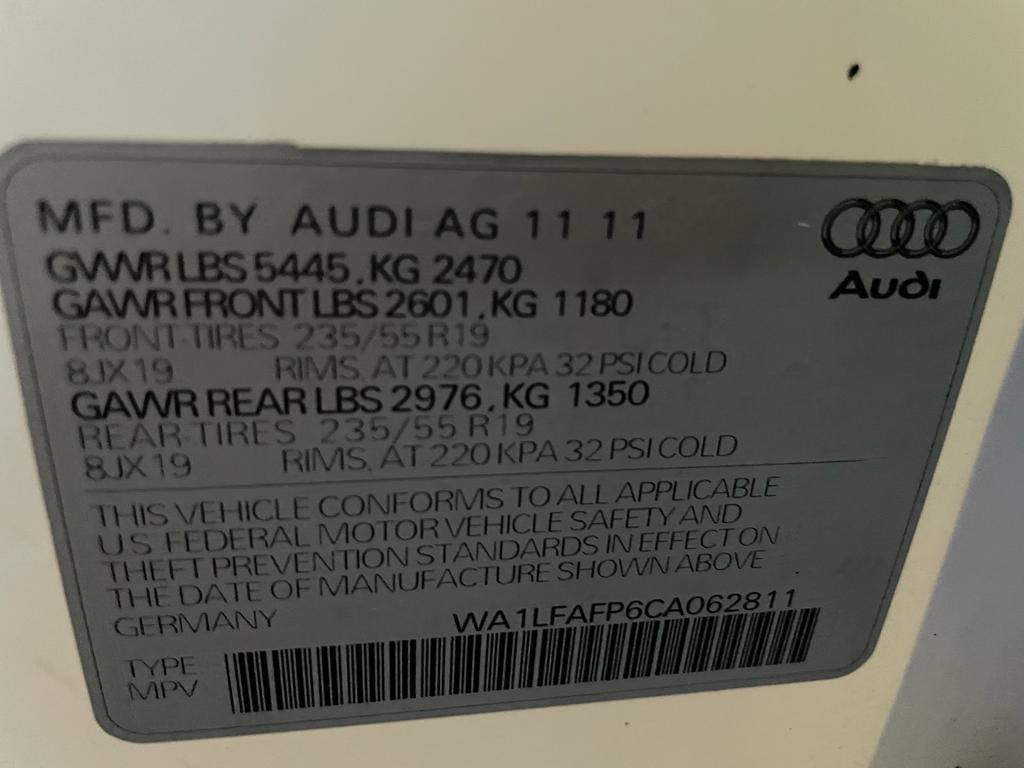 MFD. BY AUDI AG 11 11
GVWR LBS 5445, KG 2470
GAWR FRONT LBS 2601, KG 1180
FRONT-TIRES 235/55 R19
8JX19 RIMS, AT 220 KPA 32 PSI COLD
GAWR REAR LBS 2976, KG 1350
REAR-TIRES 235/55 R19
8JX19 RIMS, AT 220 KPA 32 PSI COLD
Audi
THIS VEHICLE CONFORMS TO ALL APPLICABLE
U.S. FEDERAL MOTOR VEHICLE SAFETY AND
THEFT PREVENTION STANDARDS IN EFFECT ON
THE DATE OF MANUFACTURE SHOWN ABOVE
GERMANY WA1LFAFP6CA062811
TYPE
MPV